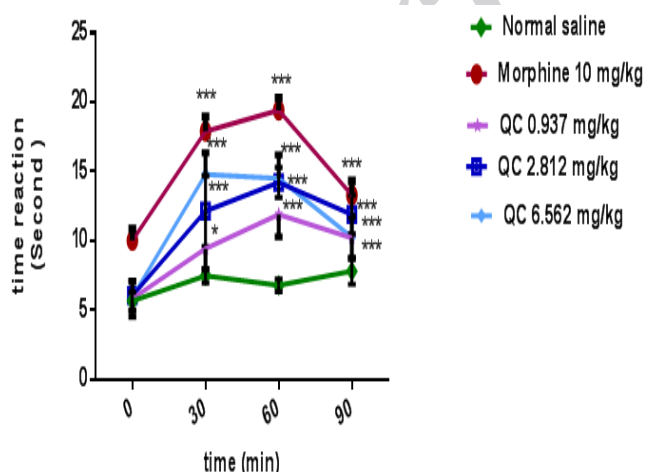 25
20
15
10
5
0
time reaction
(Second )
***
***
***
***
***
***
***
***
*
***
***
***
0
30
60
90
time (min)
Normal saline
Morphine 10 mg/kg
QC 0.937 mg/kg
QC 2.812 mg/kg
QC 6.562 mg/kg